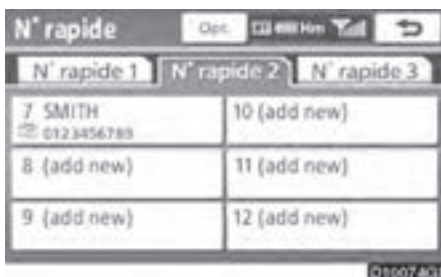 N° rapide Opt.
N° rapide 1 N° rapide 2 N° rapide 3
7 SMITH 10 (add new)
0123456789
8 (add new) 11 (add new)
9 (add new) 12 (add new)